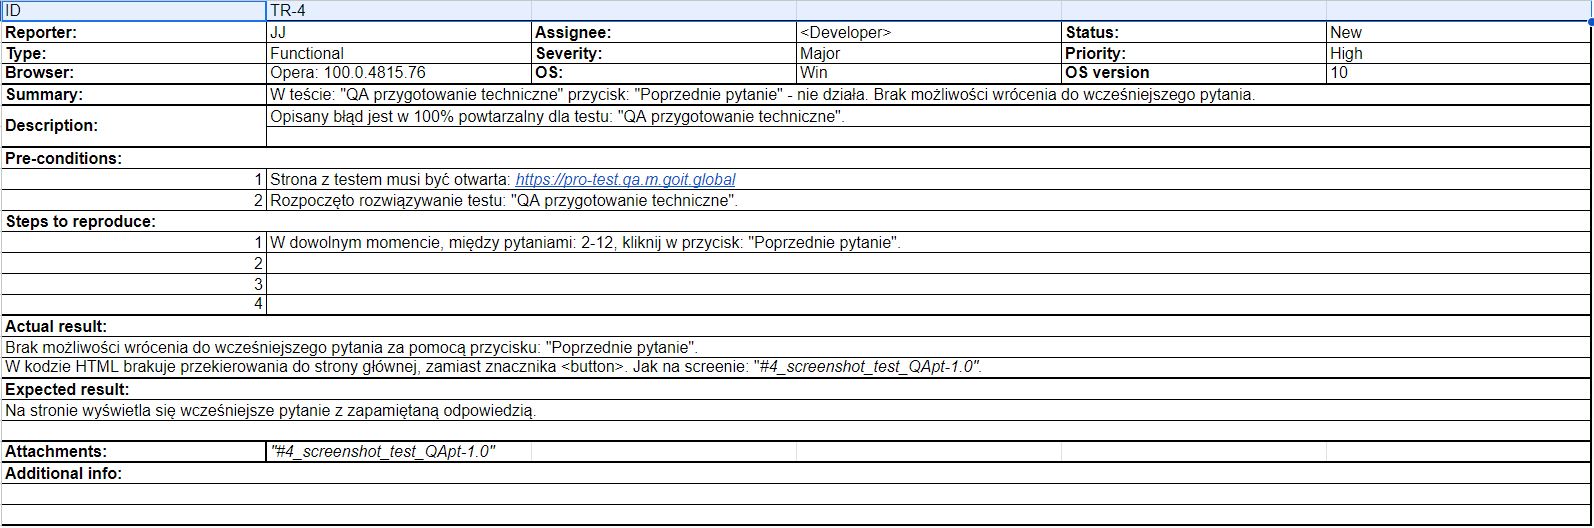 ID TR-4
Reporter: JJ Assignee: <Developer> Status: New
Type: Functional Severity: Major Priority: High
Browser: Opera: 100.0.4815.76 OS: Win OS version 10
Summary: W teście: "QA przygotowanie techniczne" przycisk: "Poprzednie pytanie" - nie działa. Brak możliwości wrócenia do wcześniejszego pytania.
Description: Opisany błąd jest w 100% powtarzalny dla testu: "QA przygotowanie techniczne".
Pre-conditions:
1 Strona z testem musi być otwarta: https://pro-test.qa.m.goit.global
2 Rozpoczęto rozwiązywanie testu: "QA przygotowanie techniczne".
Steps to reproduce:
1 W dowolnym momencie, między pytaniami: 2-12, kliknij w przycisk: "Poprzednie pytanie".
2
3
4
Actual result:
Brak możliwości wrócenia do wcześniejszego pytania za pomocą przycisku: "Poprzednie pytanie".
W kodzie HTML brakuje przekierowania do strony głównej, zamiast znacznika <button>. Jak na screenie: "#4_screenshot_test_QApt-1.0".
Expected result:
Na stronie wyświetla się wcześniejsze pytanie z zapamiętaną odpowiedzią.
Attachments: "#4_screenshot_test_QApt-1.0"
Additional info: